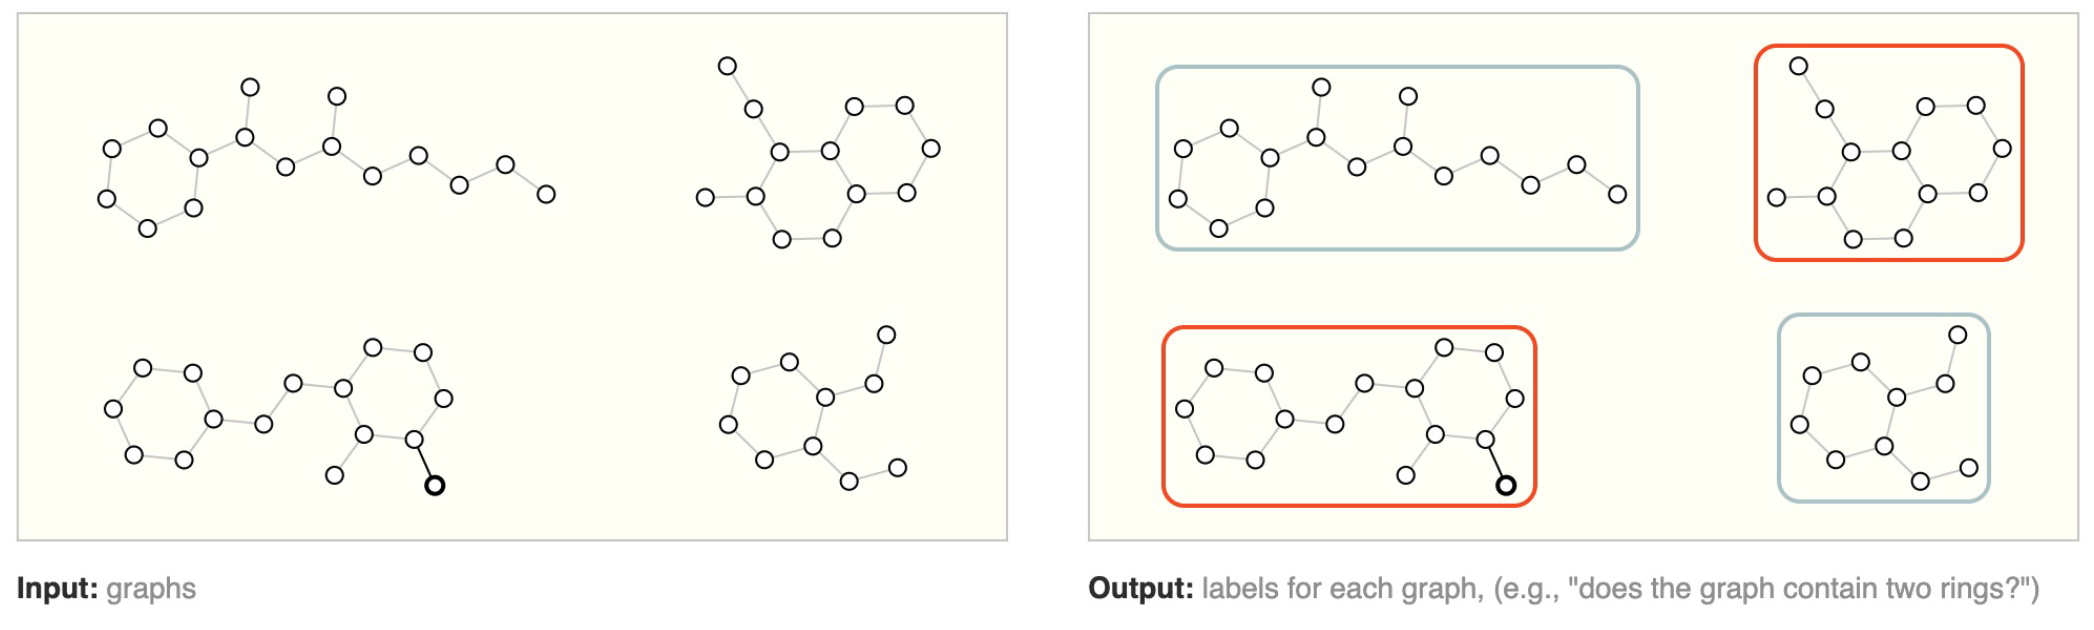 Input: graphs
Output: labels for each graph, (e.g., "does the graph contain two rings?")